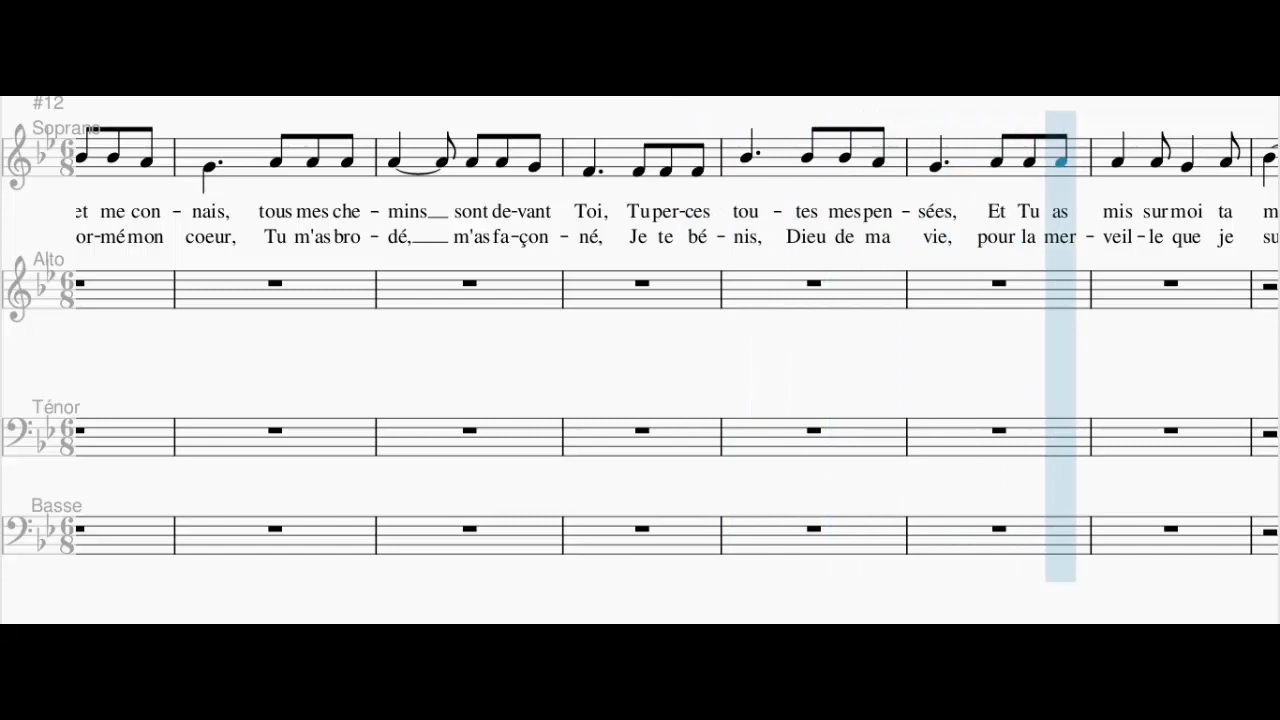 #12
Soprano
et me con - nais, tous mes che - mins__ sont de-vant Toi, Tu per-ces tou - tes mes pen - sées, Et Tu as mis sur moi ta m
or-mé mon coeur, Tu m'as bro - dé,__ m'as fa-çon - né, Je te bé - nis, Dieu de ma vie, pour la mer - veil-le que je su
Alto
Ténor
Basse